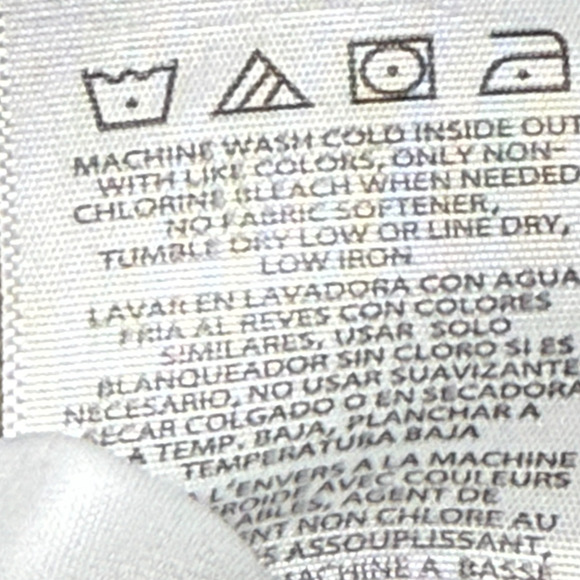 MACHINE WASH COLD INSIDE OUT
WITH LIKE COLORS, ONLY NON-
CHLORINE BLEACH WHEN NEEDED
NO FABRIC SOFTENER,
TUMBLE DRY LOW OR LINE DRY,
LOW IRON
LAVAR EN LAVADORA CON AGUA
FRIA AL REVES CON COLORES
SIMILARES, USAR SOLO
BLANQUEADOR SIN CLORO SI ES
NECESARIO, NO USAR SUAVIZANTE
SECAR COLGADO O EN SECADORA
A TEMP. BAJA, PLANCHAR A
TEMPERATURA BAJA
L'ENVERS A LA MACHINE
AVEC COULEURS
AGENT DE
NON CHLORE AU
ASSOUPLISSANT,
A BASSE